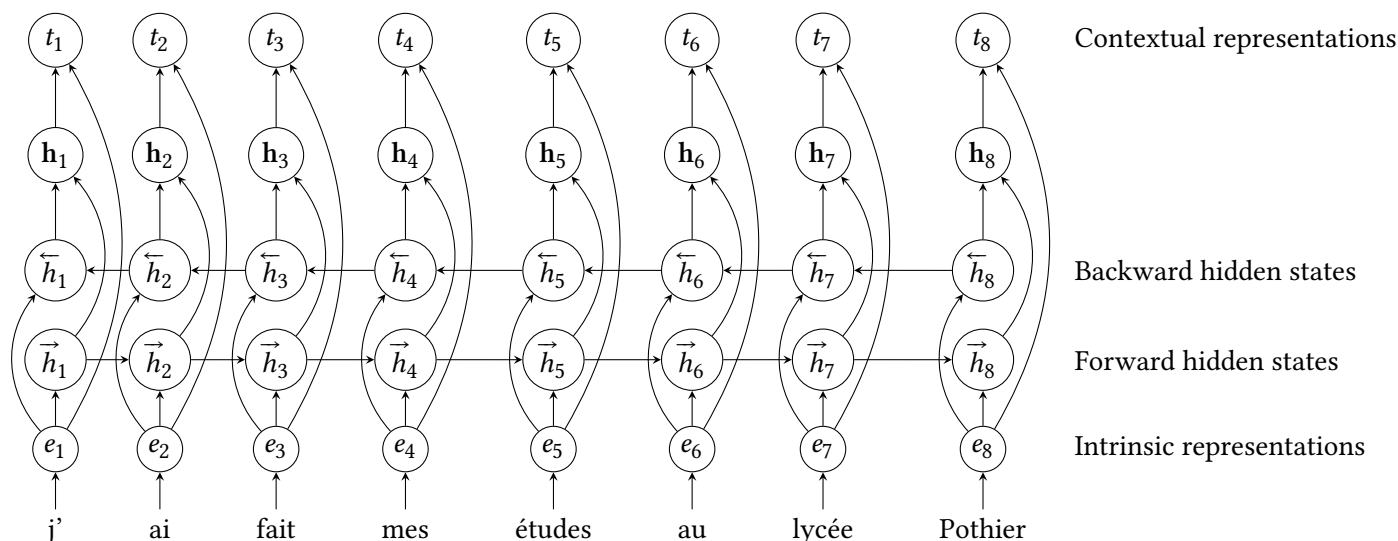 t₁ t₂ t₃ t₄ t₅ t₆ t₇ t₈ Contextual representations
𝐡₁ 𝐡₂ 𝐡₃ 𝐡₄ 𝐡₅ 𝐡₆ 𝐡₇ 𝐡₈
←h₁ ←h₂ ←h₃ ←h₄ ←h₅ ←h₆ ←h₇ ←h₈ Backward hidden states
→h₁ →h₂ →h₃ →h₄ →h₅ →h₆ →h₇ →h₈ Forward hidden states
e₁ e₂ e₃ e₄ e₅ e₆ e₇ e₈ Intrinsic representations
j' ai fait mes études au lycée Pothier